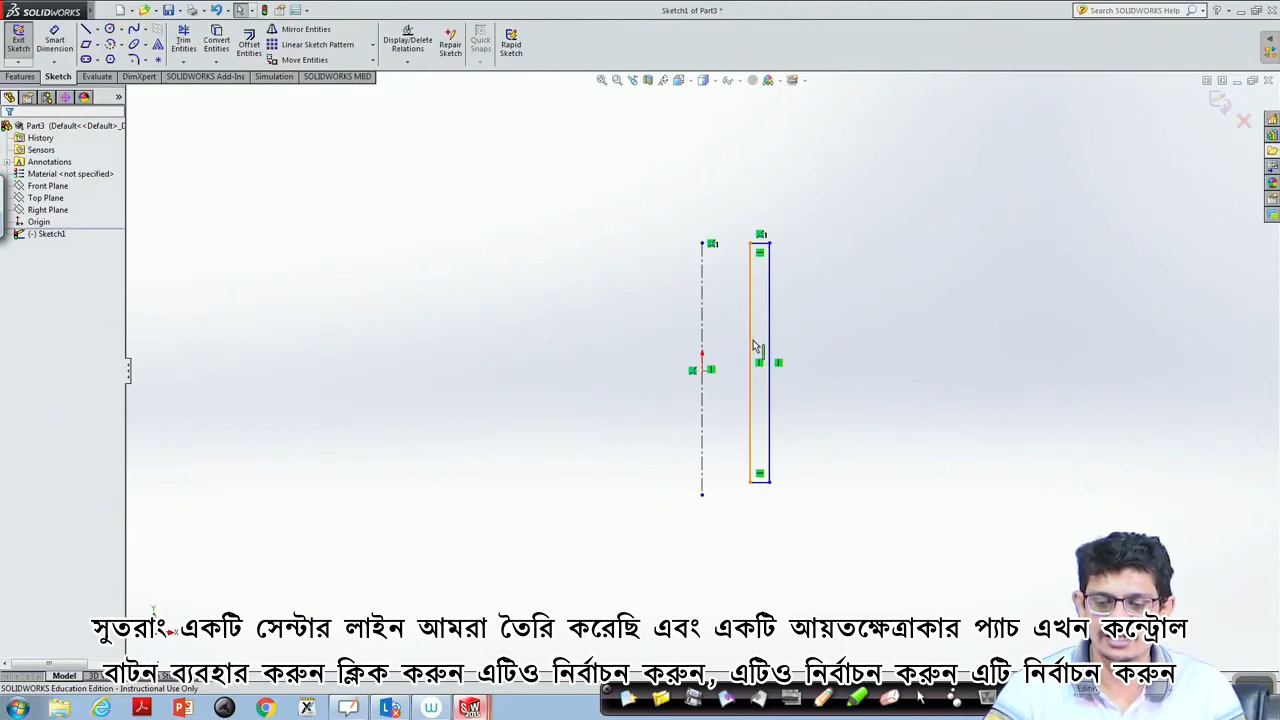 SOLIDWORKS
Sketch1 of Part3 *
Search SOLIDWORKS Help
Exit Sketch
Smart Dimension
Trim Entities
Convert Entities
Offset Entities
Mirror Entities
Linear Sketch Pattern
Move Entities
Display/Delete Relations
Repair Sketch
Quick Snaps
Rapid Sketch
Features Sketch Evaluate DimXpert SOLIDWORKS Add-Ins Simulation SOLIDWORKS MBD
Part3 (Default<<Default>_D
History
Sensors
Annotations
Material <not specified>
Front Plane
Top Plane
Right Plane
Origin
(-) Sketch1
সুতরাং একটি সেন্টার লাইন আমরা তৈরি করেছি এবং একটি আয়তক্ষেত্রাকার প্যাচ এখন কন্ট্রোল
বাটন ব্যবহার করুন ক্লিক করুন এটিও নির্বাচন করুন, এটিও নির্বাচন করুন এটি নির্বাচন করুন
Model
SOLIDWORKS Education Edition - Instructional Use Only